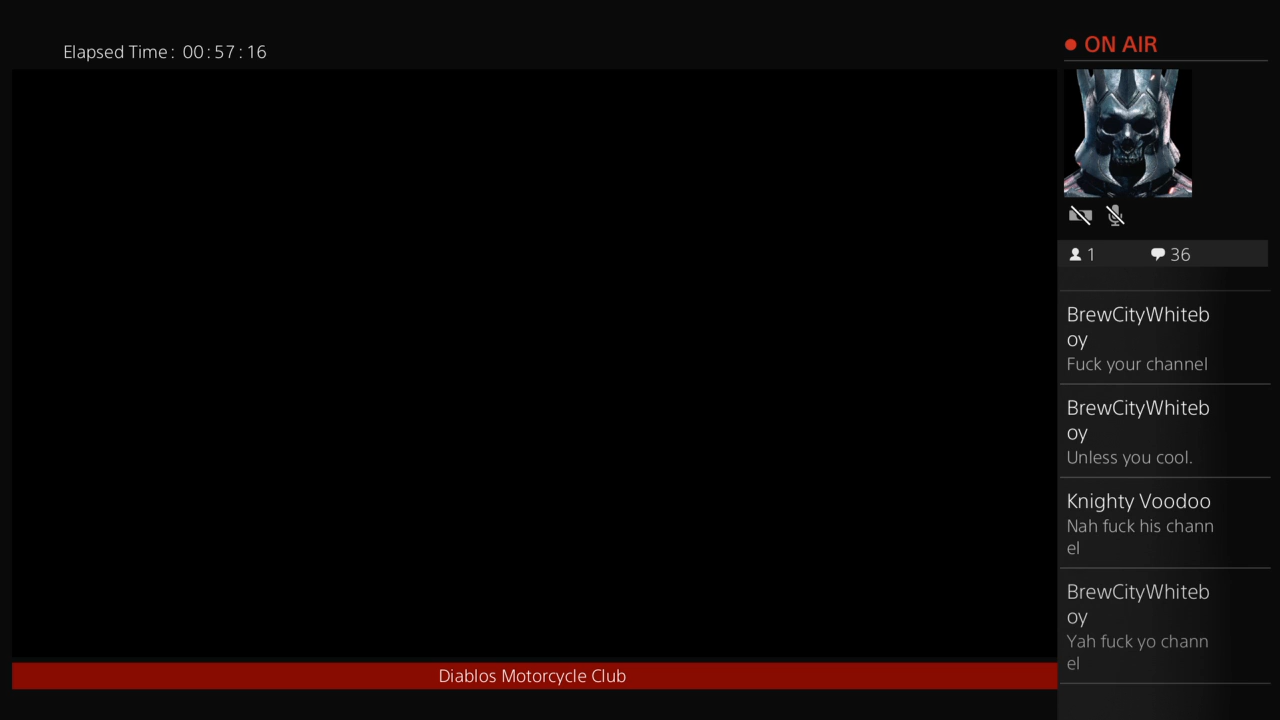 Elapsed Time: 00:57:16
ON AIR
1 36
BrewCityWhiteb
oy
Fuck your channel
BrewCityWhiteb
oy
Unless you cool.
Knighty Voodoo
Nah fuck his chann
el
BrewCityWhiteb
oy
Yah fuck yo chann
el
Diablos Motorcycle Club